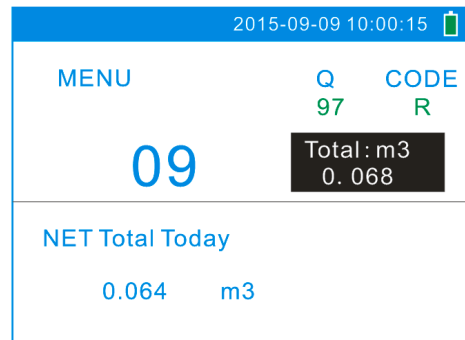 2015-09-09 10:00:15
MENU Q CODE
97 R
09
Total: m3
0. 068
NET Total Today
0.064 m3